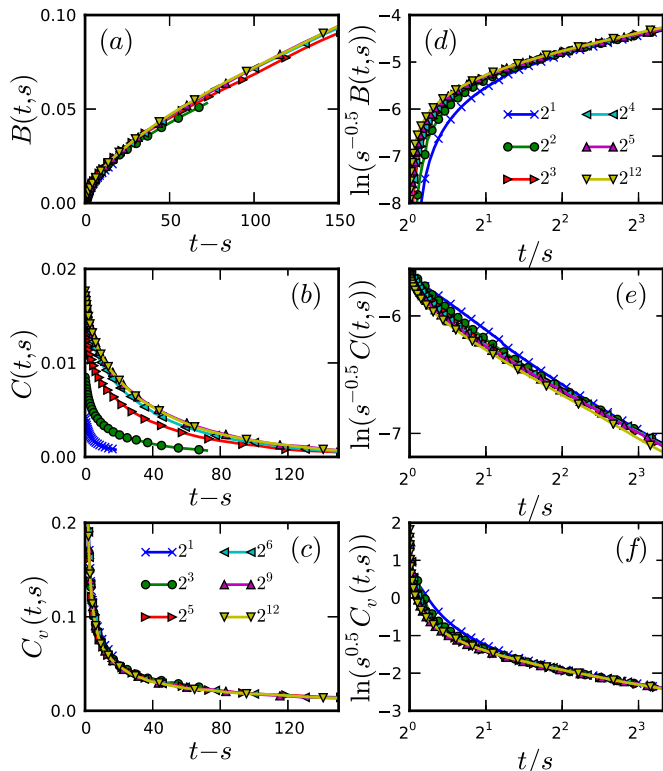 (a)
B(t,s)
0.10
0.05
0.00
0 50 100 150
t−s
(d)
ln(s^{-0.5} B(t,s))
−4
−5
−6
−7
−8
2^1 2^4
2^2 2^5
2^3 2^12
2^0 2^1 2^2 2^3
t/s
(b)
C(t,s)
0.02
0.01
0.00
0 40 80 120
t−s
(e)
ln(s^{-0.5} C(t,s))
−6
−7
2^0 2^1 2^2 2^3
t/s
(c)
C_v(t,s)
0.2
0.1
0.0
2^1 2^6
2^3 2^9
2^5 2^12
0 40 80 120
t−s
(f)
ln(s^{0.5} C_v(t,s))
2
1
0
−1
−2
−3
2^0 2^1 2^2 2^3
t/s